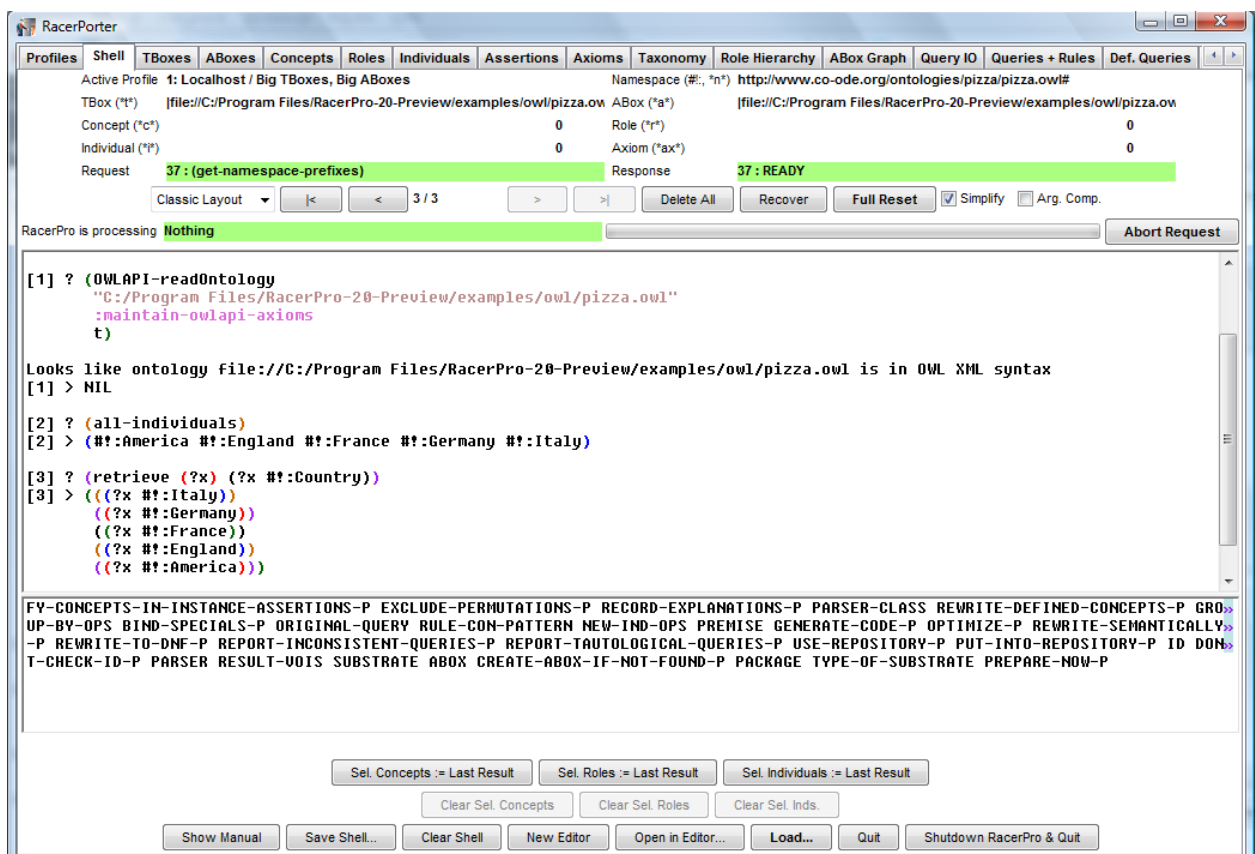 RacerPorter
Profiles Shell TBoxes ABoxes Concepts Roles Individuals Assertions Axioms Taxonomy Role Hierarchy ABox Graph Query IO Queries + Rules Def. Queries
Active Profile 1: Localhost / Big TBoxes, Big ABoxes Namespace (#!:, *n*) http://www.co-ode.org/ontologies/pizza/pizza.owl#
TBox (*t*) |file://C:/Program Files/RacerPro-20-Preview/examples/owl/pizza.ow ABox (*a*) |file://C:/Program Files/RacerPro-20-Preview/examples/owl/pizza.ow
Concept (*c*) 0 Role (*r*) 0
Individual (*i*) 0 Axiom (*ax*) 0
Request 37 : (get-namespace-prefixes) Response 37 : READY
Classic Layout |< < 3 / 3 > >| Delete All Recover Full Reset Simplify Arg. Comp.
RacerPro is processing Nothing Abort Request
[1] ? (OWLAPI-readOntology
"C:/Program Files/RacerPro-20-Preview/examples/owl/pizza.owl"
:maintain-owlapi-axioms
t)
Looks like ontology file://C:/Program Files/RacerPro-20-Preview/examples/owl/pizza.owl is in OWL XML syntax
[1] > NIL
[2] ? (all-individuals)
[2] > (#!:America #!:England #!:France #!:Germany #!:Italy)
[3] ? (retrieve (?x) (?x #!:Country))
[3] > (((?x #!:Italy))
((?x #!:Germany))
((?x #!:France))
((?x #!:England))
((?x #!:America)))
FY-CONCEPTS-IN-INSTANCE-ASSERTIONS-P EXCLUDE-PERMUTATIONS-P RECORD-EXPLANATIONS-P PARSER-CLASS REWRITE-DEFINED-CONCEPTS-P GRO»
UP-BY-OPS BIND-SPECIALS-P ORIGINAL-QUERY RULE-CON-PATTERN NEW-IND-OPS PREMISE GENERATE-CODE-P OPTIMIZE-P REWRITE-SEMANTICALLY»
-P REWRITE-TO-DNF-P REPORT-INCONSISTENT-QUERIES-P REPORT-TAUTOLOGICAL-QUERIES-P USE-REPOSITORY-P PUT-INTO-REPOSITORY-P ID DON»
T-CHECK-ID-P PARSER RESULT-VOIS SUBSTRATE ABOX CREATE-ABOX-IF-NOT-FOUND-P PACKAGE TYPE-OF-SUBSTRATE PREPARE-NOW-P
Sel. Concepts := Last Result Sel. Roles := Last Result Sel. Individuals := Last Result
Clear Sel. Concepts Clear Sel. Roles Clear Sel. Inds.
Show Manual Save Shell... Clear Shell New Editor Open in Editor... Load... Quit Shutdown RacerPro & Quit